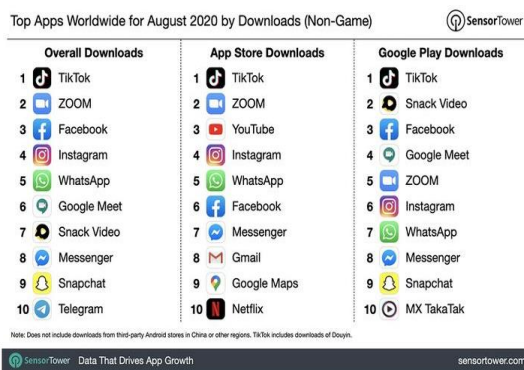 Top Apps Worldwide for August 2020 by Downloads (Non-Game)
SensorTower
Overall Downloads
1 TikTok
2 ZOOM
3 Facebook
4 Instagram
5 WhatsApp
6 Google Meet
7 Snack Video
8 Messenger
9 Snapchat
10 Telegram
App Store Downloads
1 TikTok
2 ZOOM
3 YouTube
4 Instagram
5 WhatsApp
6 Facebook
7 Messenger
8 Gmail
9 Google Maps
10 Netflix
Google Play Downloads
1 TikTok
2 Snack Video
3 Facebook
4 Google Meet
5 ZOOM
6 Instagram
7 WhatsApp
8 Messenger
9 Snapchat
10 MX TakaTak
Note: Does not include downloads from third-party Android stores in China or other regions. TikTok includes downloads of Douyin.
SensorTower Data That Drives App Growth
sensortower.com